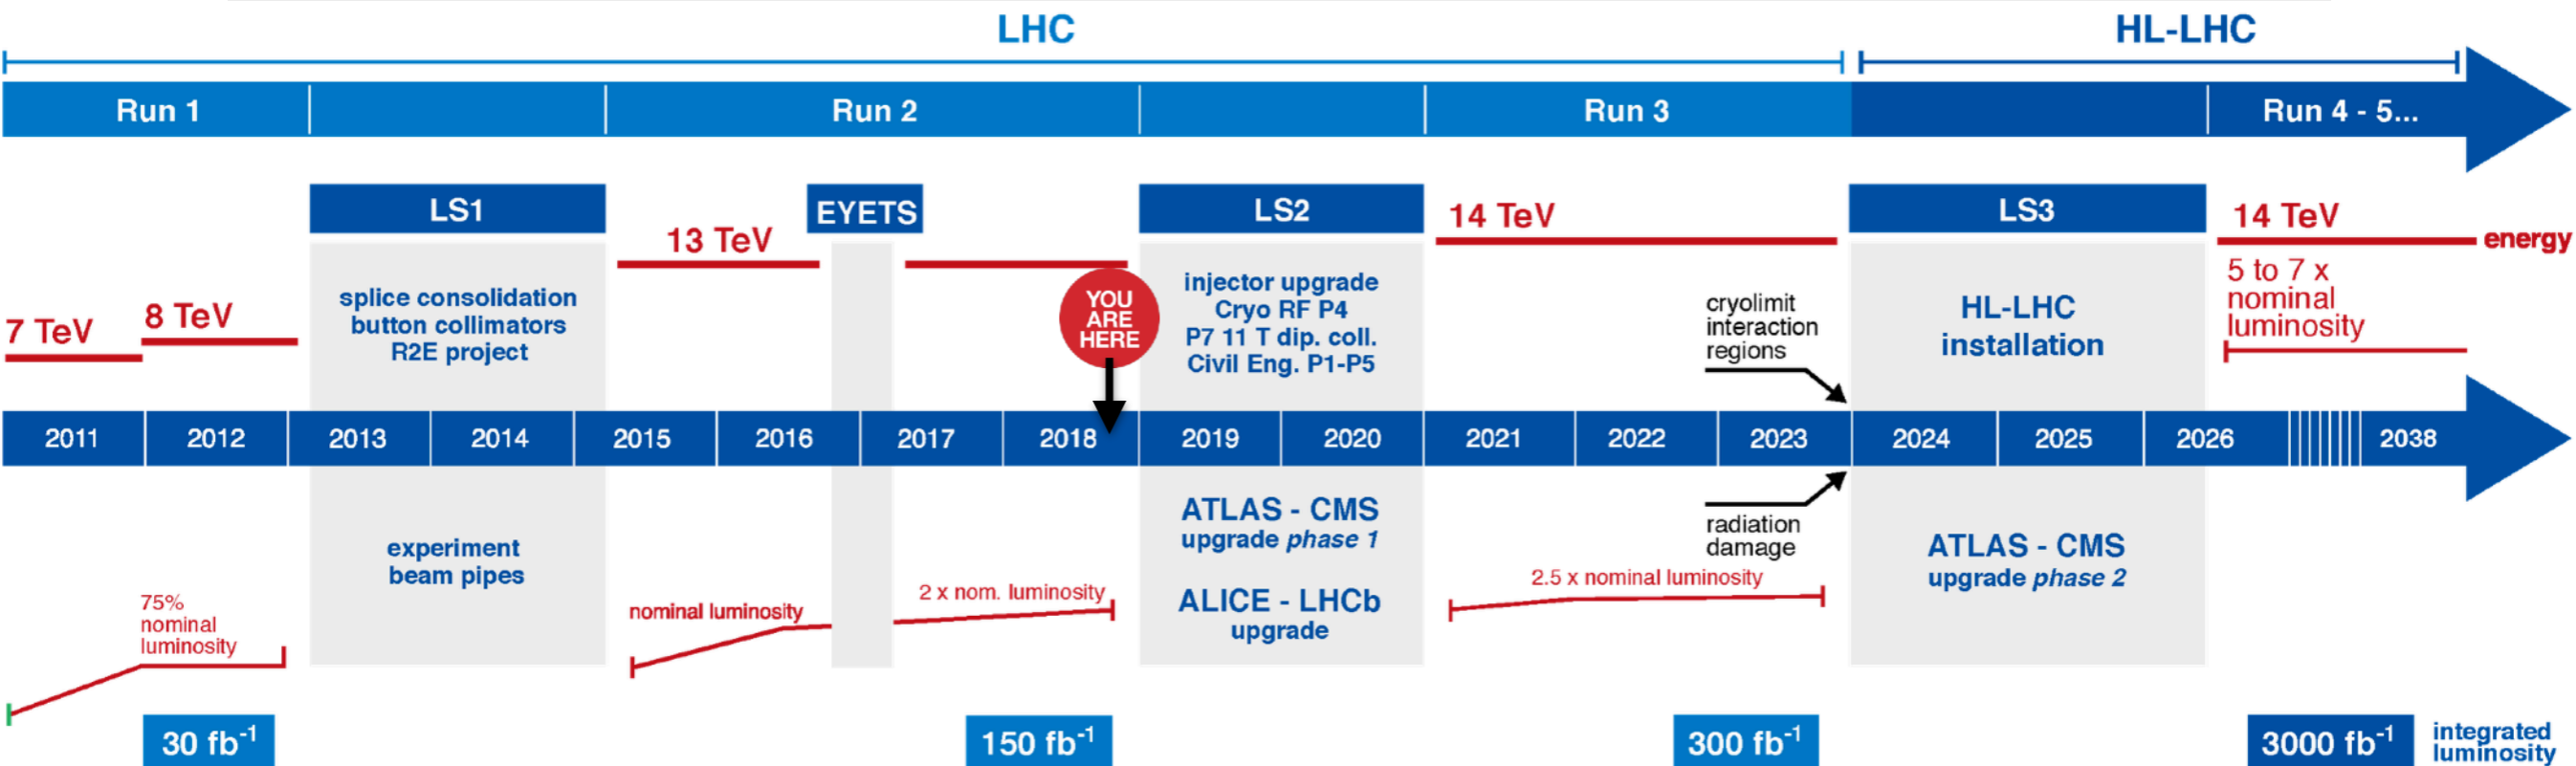 LHC
HL-LHC
Run 1
Run 2
Run 3
Run 4 - 5...
LS1
EYETS
LS2
14 TeV
LS3
14 TeV
energy
13 TeV
splice consolidation
button collimators
R2E project
7 TeV
8 TeV
YOU
ARE
HERE
injector upgrade
Cryo RF P4
P7 11 T dip. coll.
Civil Eng. P1-P5
cryolimit
interaction
regions
HL-LHC
installation
5 to 7 x
nominal
luminosity
2011
2012
2013
2014
2015
2016
2017
2018
2019
2020
2021
2022
2023
2024
2025
2026
2038
75%
nominal
luminosity
experiment
beam pipes
nominal luminosity
2 x nom. luminosity
ATLAS - CMS
upgrade phase 1
ALICE - LHCb
upgrade
2.5 x nominal luminosity
radiation
damage
ATLAS - CMS
upgrade phase 2
30 fb⁻¹
150 fb⁻¹
300 fb⁻¹
3000 fb⁻¹
integrated
luminosity